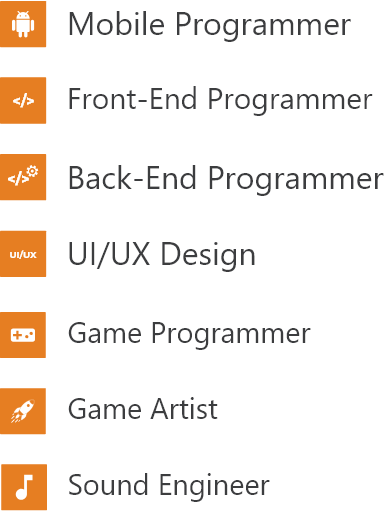 Mobile Programmer
</> Front-End Programmer
</> Back-End Programmer
UI/UX UI/UX Design
Game Programmer
Game Artist
Sound Engineer